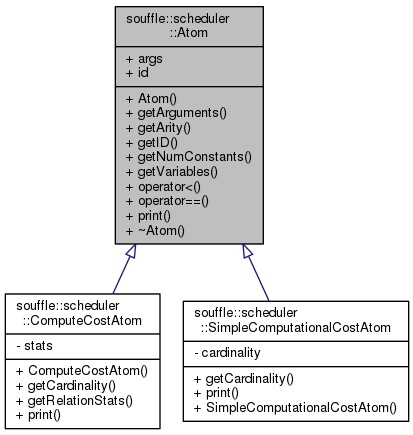 souffle::scheduler
::Atom
+ args
+ id
+ Atom()
+ getArguments()
+ getArity()
+ getID()
+ getNumConstants()
+ getVariables()
+ operator<()
+ operator==()
+ print()
+ ~Atom()
souffle::scheduler
::ComputeCostAtom
- stats
+ ComputeCostAtom()
+ getCardinality()
+ getRelationStats()
+ print()
souffle::scheduler
::SimpleComputationalCostAtom
- cardinality
+ getCardinality()
+ print()
+ SimpleComputationalCostAtom()